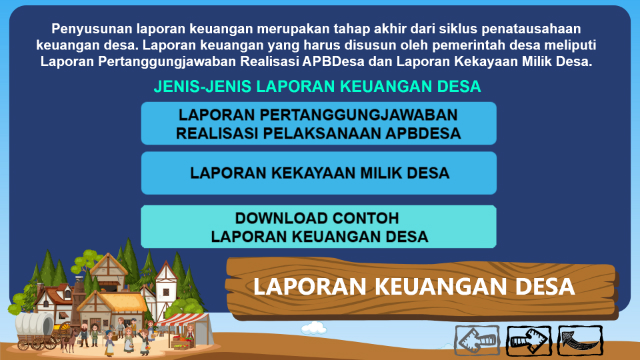 Penyusunan laporan keuangan merupakan tahap akhir dari siklus penatausahaan
keuangan desa. Laporan keuangan yang harus disusun oleh pemerintah desa meliputi
Laporan Pertanggungjawaban Realisasi APBDesa dan Laporan Kekayaan Milik Desa.
JENIS-JENIS LAPORAN KEUANGAN DESA
LAPORAN PERTANGGUNGJAWABAN
REALISASI PELAKSANAAN APBDESA
LAPORAN KEKAYAAN MILIK DESA
DOWNLOAD CONTOH
LAPORAN KEUANGAN DESA
LAPORAN KEUANGAN DESA